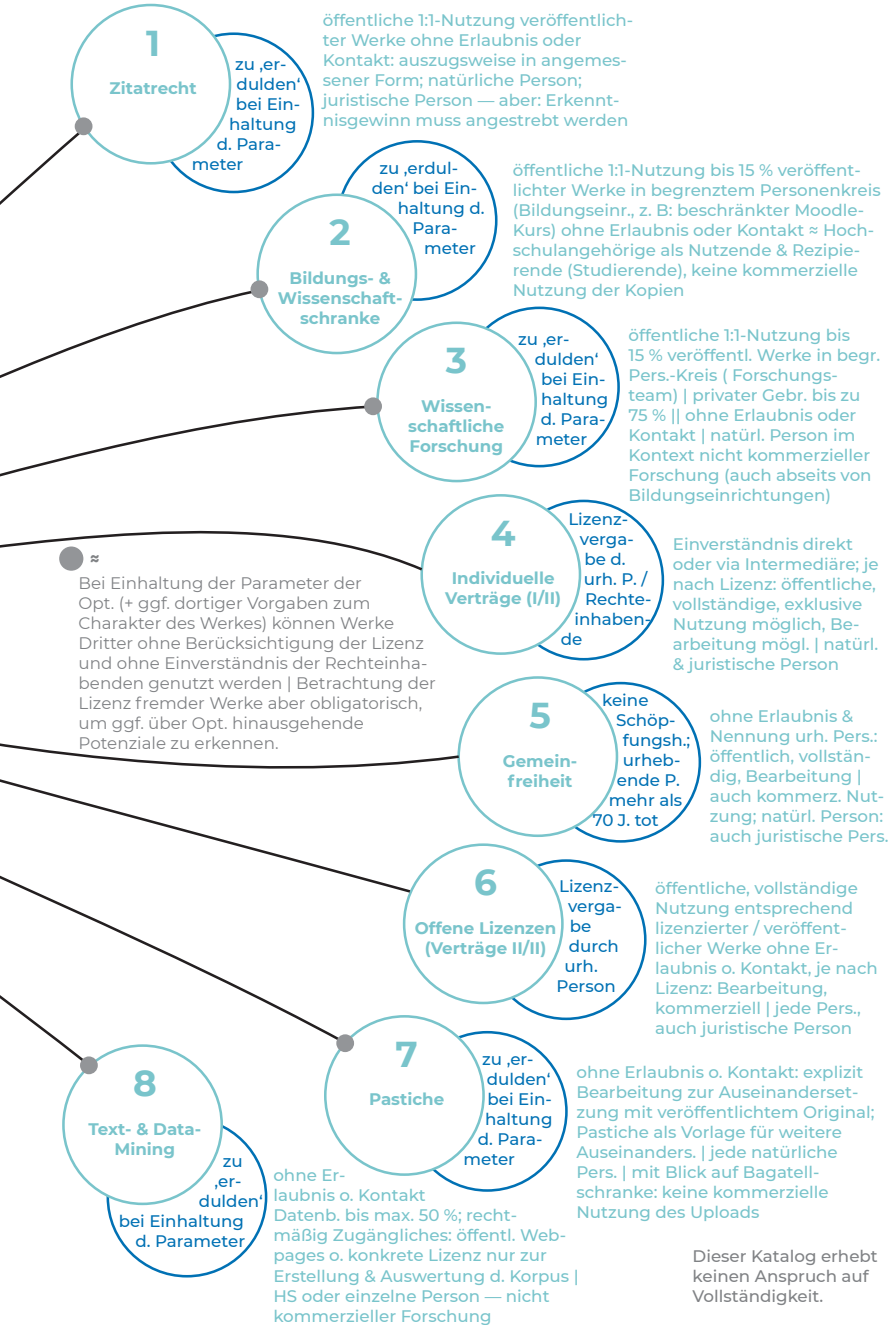 1
Zitatrecht
zu ‚er-
dulden‘
bei Ein-
haltung
d. Para-
meter
öffentliche 1:1-Nutzung veröffentlich-
ter Werke ohne Erlaubnis oder
Kontakt: auszugsweise in angemes-
sener Form; natürliche Person;
juristische Person — aber: Erkennt-
nisgewinn muss angestrebt werden
2
Bildungs- &
Wissenschaft-
schranke
zu ‚erdul-
den‘ bei Ein-
haltung d.
Para-
meter
öffentliche 1:1-Nutzung bis 15 % veröffent-
lichter Werke in begrenztem Personenkreis
(Bildungseinr., z. B: beschränkter Moodle-
Kurs) ohne Erlaubnis oder Kontakt ≈ Hoch-
schulangehörige als Nutzende & Rezipie-
rende (Studierende), keine kommerzielle
Nutzung der Kopien
3
Wissen-
schaftliche
Forschung
zu ‚er-
dulden‘
bei Ein-
haltung
d. Para-
meter
öffentliche 1:1-Nutzung bis
15 % veröffentl. Werke in begr.
Pers.-Kreis ( Forschungs-
team) | privater Gebr. bis zu
75 % || ohne Erlaubnis oder
Kontakt | natürl. Person im
Kontext nicht kommerzieller
Forschung (auch abseits von
Bildungseinrichtungen)
4
Individuelle
Verträge (I/II)
Lizenz-
verga-
be d.
urh. P. /
Rechte-
inhaben-
de
Einverständnis direkt
oder via Intermediäre; je
nach Lizenz: öffentliche,
vollständige, exklusive
Nutzung möglich, Be-
arbeitung mögl. | natürl.
& juristische Person
≈
Bei Einhaltung der Parameter der
Opt. (+ ggf. dortiger Vorgaben zum
Charakter des Werkes) können Werke
Dritter ohne Berücksichtigung der Lizenz
und ohne Einverständnis der Rechteinha-
benden genutzt werden | Betrachtung der
Lizenz fremder Werke aber obligatorisch,
um ggf. über Opt. hinausgehende
Potenziale zu erkennen.
5
Gemein-
freiheit
keine
Schöp-
fungsh.;
urheb-
ende P.
mehr als
70 J. tot
ohne Erlaubnis &
Nennung urh. Pers.:
öffentlich, vollstän-
dig, Bearbeitung |
auch kommerz. Nut-
zung; natürl. Person:
auch juristische Pers.
6
Offene Lizenzen
(Verträge II/II)
Lizenz-
verga-
be
durch
urh.
Person
öffentliche, vollständige
Nutzung entsprechend
lizenzierter / veröffent-
licher Werke ohne Er-
laubnis o. Kontakt, je nach
Lizenz: Bearbeitung,
kommerziell | jede Pers.,
auch juristische Person
7
Pastiche
zu ‚er-
dulden‘
bei Ein-
haltung
d. Para-
meter
ohne Erlaubnis o. Kontakt: explizit
Bearbeitung zur Auseinanderset-
zung mit veröffentlichtem Original;
Pastiche als Vorlage für weitere
Auseinanders. | jede natürliche
Pers. | mit Blick auf Bagatell-
schranke: keine kommerzielle
Nutzung des Uploads
8
Text- & Data-
Mining
zu
‚er-
dulden‘
bei Einhaltung
d. Parameter
ohne Er-
laubnis o. Kontakt
Datenb. bis max. 50 %; recht-
mäßig Zugängliches: öffentl. Web-
pages o. konkrete Lizenz nur zur
Erstellung & Auswertung d. Korpus |
HS oder einzelne Person — nicht
kommerzieller Forschung
Dieser Katalog erhebt
keinen Anspruch auf
Vollständigkeit.